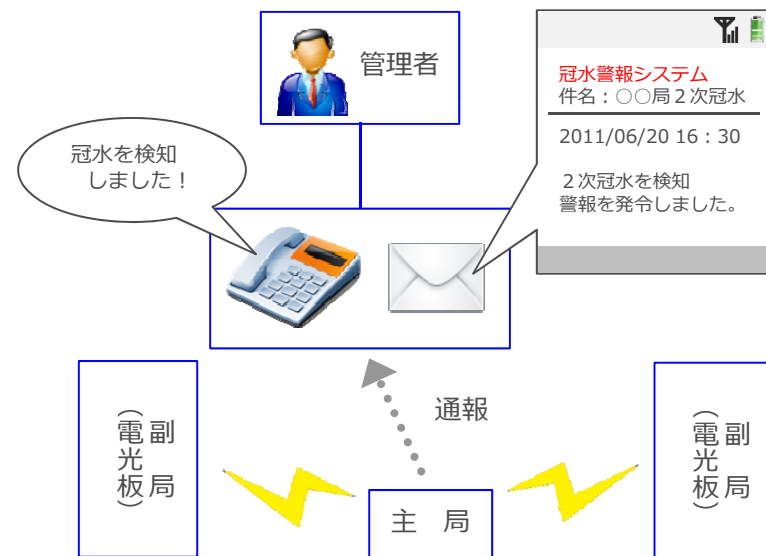 管理者
冠水を検知
しました！
冠水警報システム
件名：○○局２次冠水
2011/06/20 16：30
２次冠水を検知
警報を発令しました。
通報
副局
（電光板）
主　局
副局
（電光板）